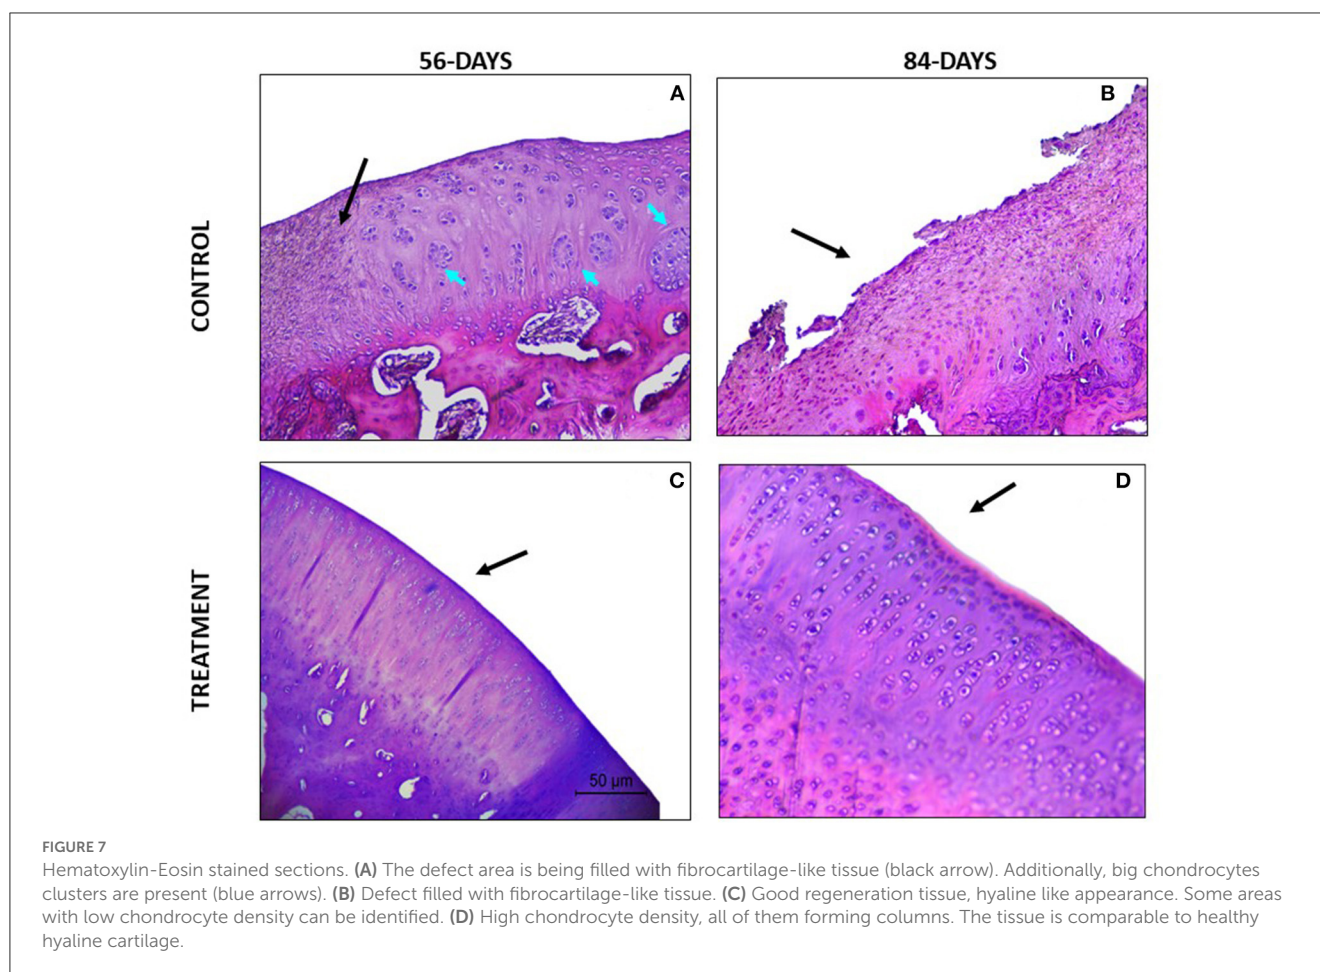 56-DAYS
84-DAYS
A
B
CONTROL
C
D
TREATMENT
50 µm
FIGURE 7
Hematoxylin-Eosin stained sections. (A) The defect area is being filled with fibrocartilage-like tissue (black arrow). Additionally, big chondrocytes
clusters are present (blue arrows). (B) Defect filled with fibrocartilage-like tissue. (C) Good regeneration tissue, hyaline like appearance. Some areas
with low chondrocyte density can be identified. (D) High chondrocyte density, all of them forming columns. The tissue is comparable to healthy
hyaline cartilage.